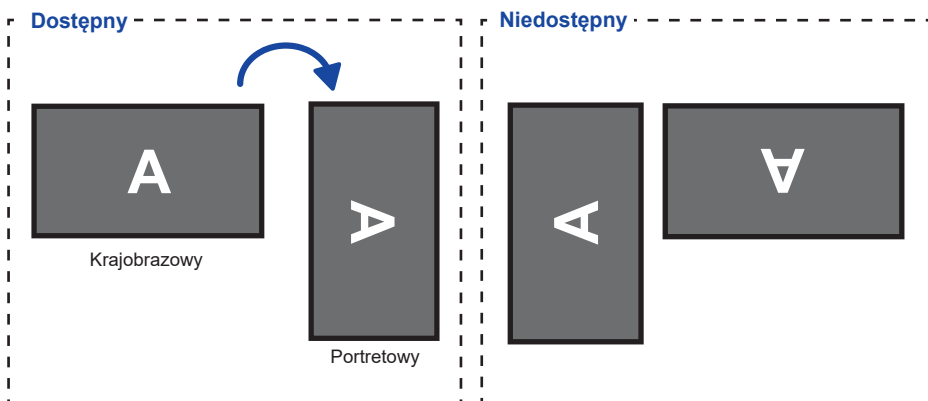 Dostępny
Niedostępny
A
A
A
A
Krajobrazowy
Portretowy